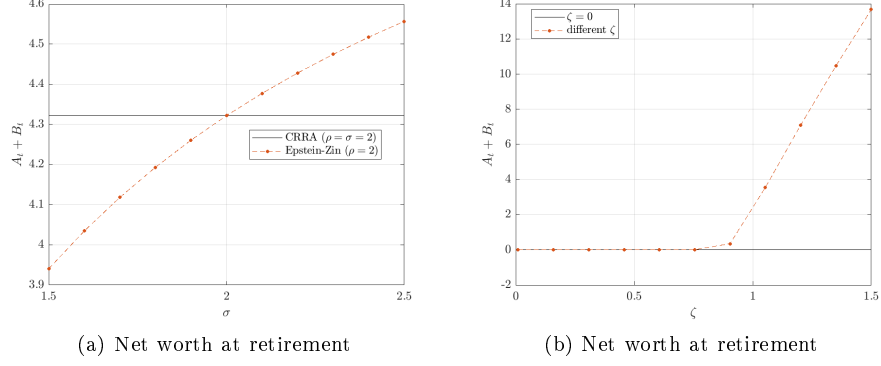 4.6
4.5
4.4
4.3
4.2
4.1
4
3.9
A_t + B_t
CRRA (ρ = σ = 2)
Epstein-Zin (ρ = 2)
1.5
2
2.5
σ
(a) Net worth at retirement
14
12
10
8
6
4
2
0
-2
A_t + B_t
ζ = 0
different ζ
0
0.5
1
1.5
ζ
(b) Net worth at retirement